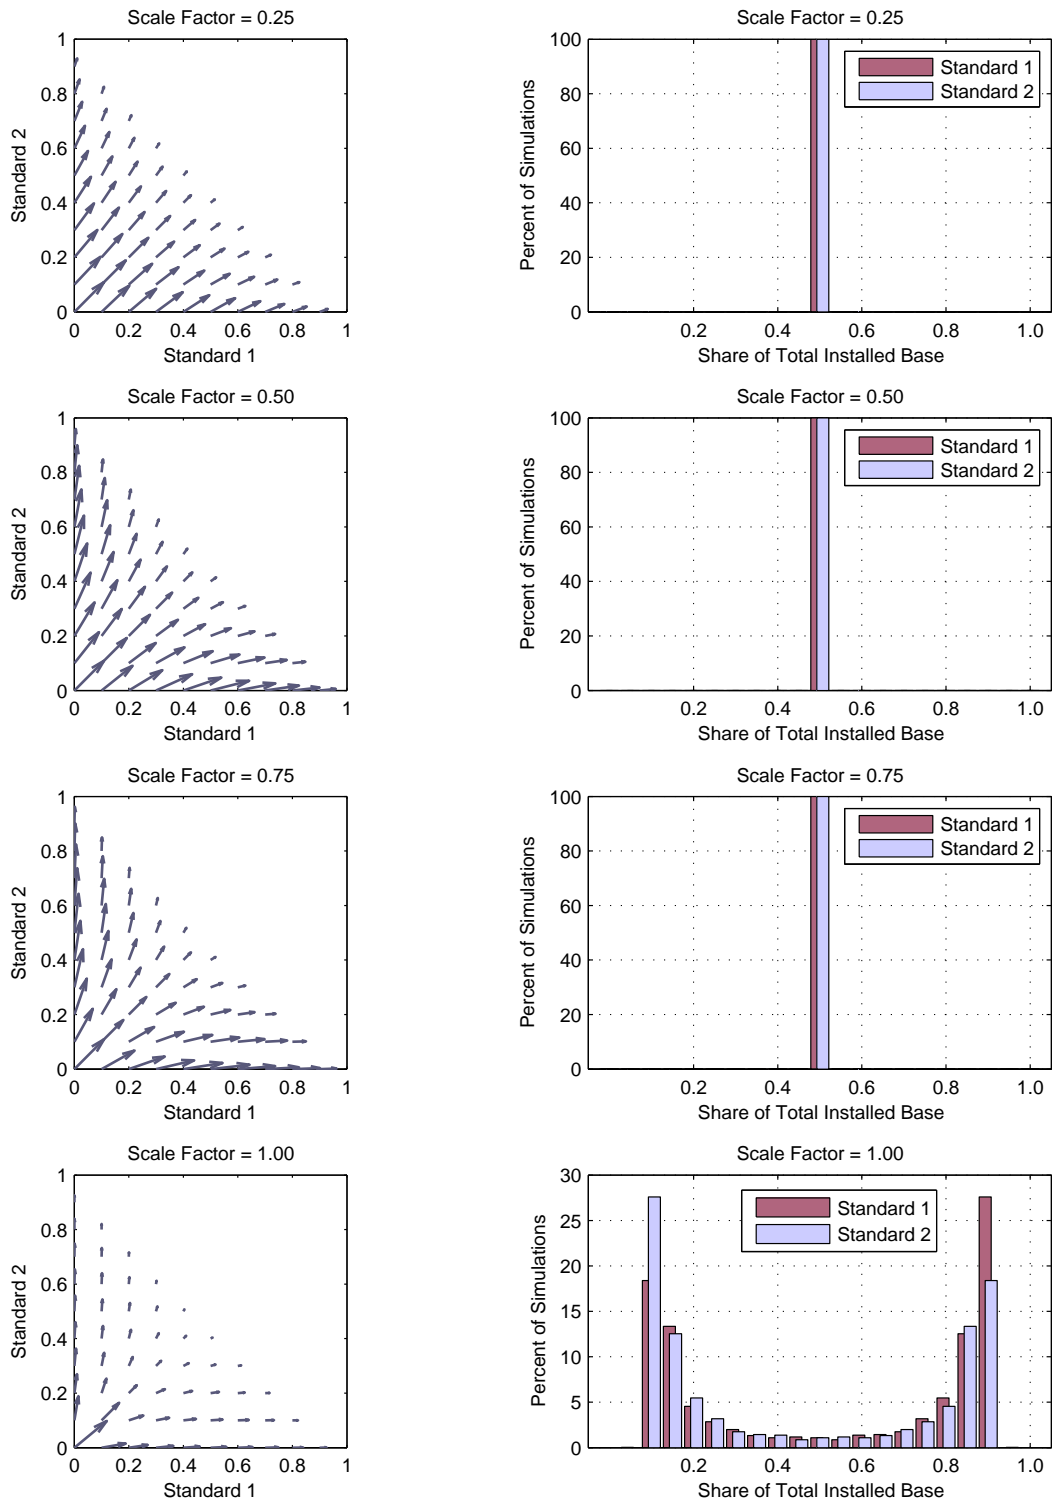 Scale Factor = 0.25
1
0.8
0.6
0.4
0.2
0
Standard 2
0 0.2 0.4 0.6 0.8 1
Standard 1
Scale Factor = 0.25
100
80
60
40
20
0
Percent of Simulations
Standard 1
Standard 2
0.2 0.4 0.6 0.8 1.0
Share of Total Installed Base
Scale Factor = 0.50
1
0.8
0.6
0.4
0.2
0
Standard 2
0 0.2 0.4 0.6 0.8 1
Standard 1
Scale Factor = 0.50
100
80
60
40
20
0
Percent of Simulations
Standard 1
Standard 2
0.2 0.4 0.6 0.8 1.0
Share of Total Installed Base
Scale Factor = 0.75
1
0.8
0.6
0.4
0.2
0
Standard 2
0 0.2 0.4 0.6 0.8 1
Standard 1
Scale Factor = 0.75
100
80
60
40
20
0
Percent of Simulations
Standard 1
Standard 2
0.2 0.4 0.6 0.8 1.0
Share of Total Installed Base
Scale Factor = 1.00
1
0.8
0.6
0.4
0.2
0
Standard 2
0 0.2 0.4 0.6 0.8 1
Standard 1
Scale Factor = 1.00
30
25
20
15
10
5
0
Percent of Simulations
Standard 1
Standard 2
0.2 0.4 0.6 0.8 1.0
Share of Total Installed Base